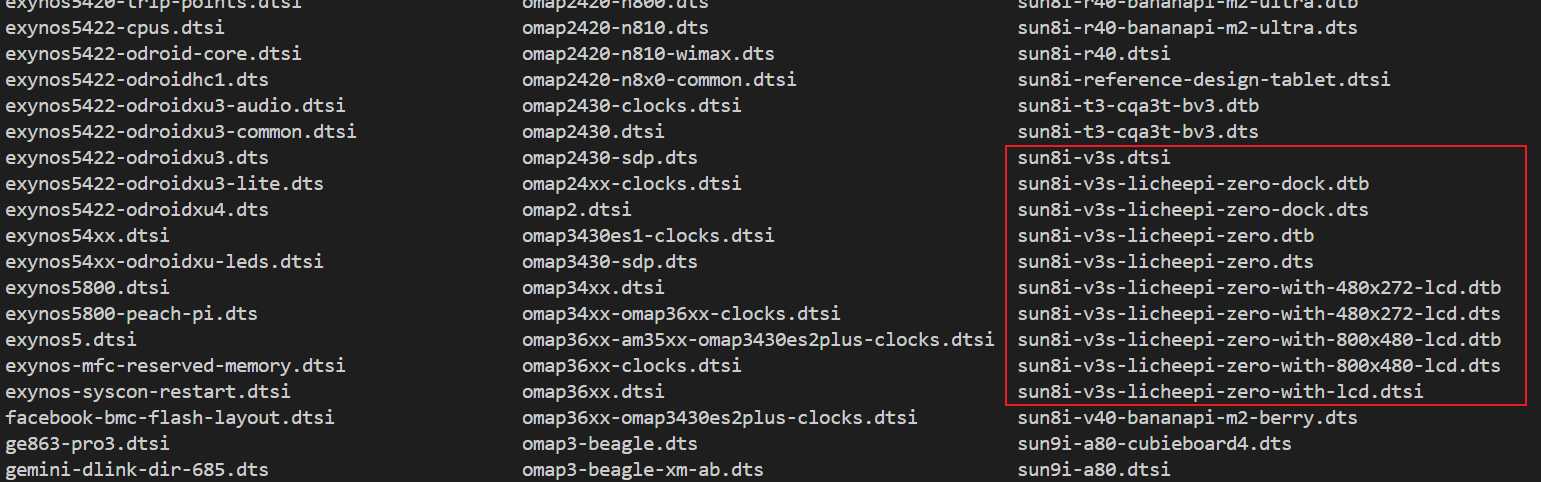 exynos5420-trip-points.dtsi omap2420-n800.dts sun8i-r40-bananapi-m2-ultra.dtb
exynos5422-cpus.dtsi omap2420-n810.dts sun8i-r40-bananapi-m2-ultra.dts
exynos5422-odroid-core.dtsi omap2420-n810-wimax.dts sun8i-r40.dtsi
exynos5422-odroidhc1.dts omap2420-n8x0-common.dtsi sun8i-reference-design-tablet.dtsi
exynos5422-odroidxu3-audio.dtsi omap2430-clocks.dtsi sun8i-t3-cqa3t-bv3.dtb
exynos5422-odroidxu3-common.dtsi omap2430.dtsi sun8i-t3-cqa3t-bv3.dts
exynos5422-odroidxu3.dts omap2430-sdp.dts sun8i-v3s.dtsi
exynos5422-odroidxu3-lite.dts omap24xx-clocks.dtsi sun8i-v3s-licheepi-zero-dock.dtb
exynos5422-odroidxu4.dts omap2.dtsi sun8i-v3s-licheepi-zero-dock.dts
exynos54xx.dtsi omap3430es1-clocks.dtsi sun8i-v3s-licheepi-zero.dtb
exynos54xx-odroidxu-leds.dtsi omap3430-sdp.dts sun8i-v3s-licheepi-zero.dts
exynos5800.dtsi omap34xx.dtsi sun8i-v3s-licheepi-zero-with-480x272-lcd.dtb
exynos5800-peach-pi.dts omap34xx-omap36xx-clocks.dtsi sun8i-v3s-licheepi-zero-with-480x272-lcd.dts
exynos5.dtsi omap36xx-am35xx-omap3430es2plus-clocks.dtsi sun8i-v3s-licheepi-zero-with-800x480-lcd.dtb
exynos-mfc-reserved-memory.dtsi omap36xx-clocks.dtsi sun8i-v3s-licheepi-zero-with-800x480-lcd.dts
exynos-syscon-restart.dtsi omap36xx.dtsi sun8i-v3s-licheepi-zero-with-lcd.dtsi
facebook-bmc-flash-layout.dtsi omap36xx-omap3430es2plus-clocks.dtsi sun8i-v40-bananapi-m2-berry.dts
ge863-pro3.dtsi omap3-beagle.dts sun9i-a80-cubieboard4.dts
gemini-dlink-dir-685.dts omap3-beagle-xm-ab.dts sun9i-a80.dtsi